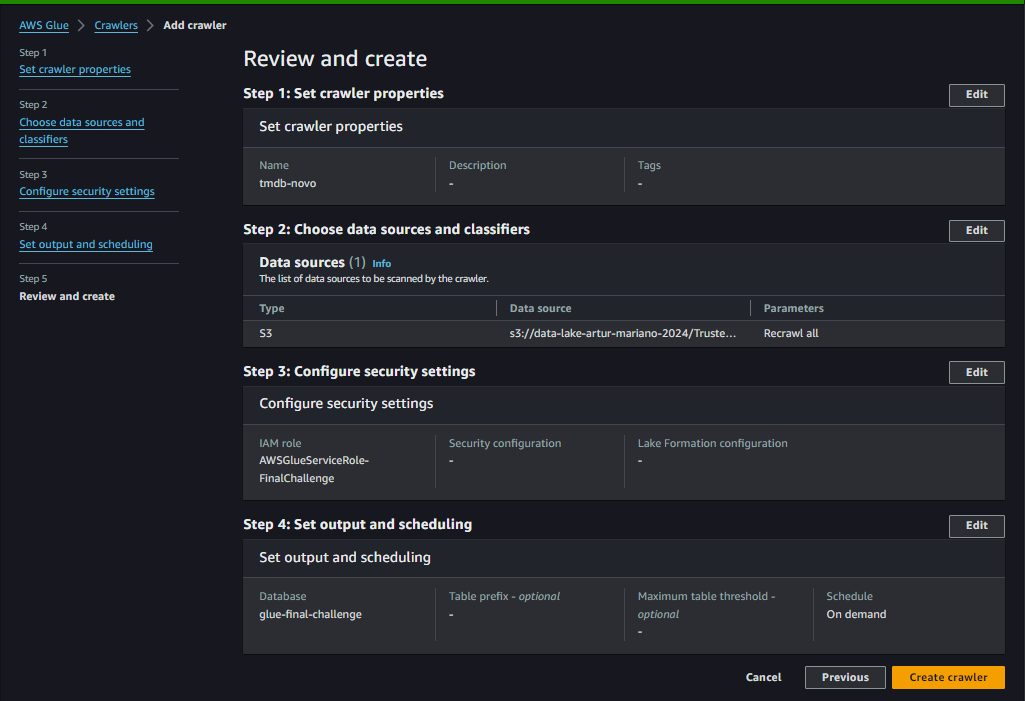 AWS Glue > Crawlers > Add crawler
Step 1
Set crawler properties
Step 2
Choose data sources and
classifiers
Step 3
Configure security settings
Step 4
Set output and scheduling
Step 5
Review and create
Review and create
Step 1: Set crawler properties
Edit
Set crawler properties
Name
tmdb-novo
Description
-
Tags
-
Step 2: Choose data sources and classifiers
Edit
Data sources (1) Info
The list of data sources to be scanned by the crawler.
Type Data source Parameters
S3 s3://data-lake-artur-mariano-2024/Truste... Recrawl all
Step 3: Configure security settings
Edit
Configure security settings
IAM role
AWSGlueServiceRole-
FinalChallenge
Security configuration
-
Lake Formation configuration
-
Step 4: Set output and scheduling
Edit
Set output and scheduling
Database
glue-final-challenge
Table prefix - optional
-
Maximum table threshold -
optional
-
Schedule
On demand
Cancel Previous Create crawler